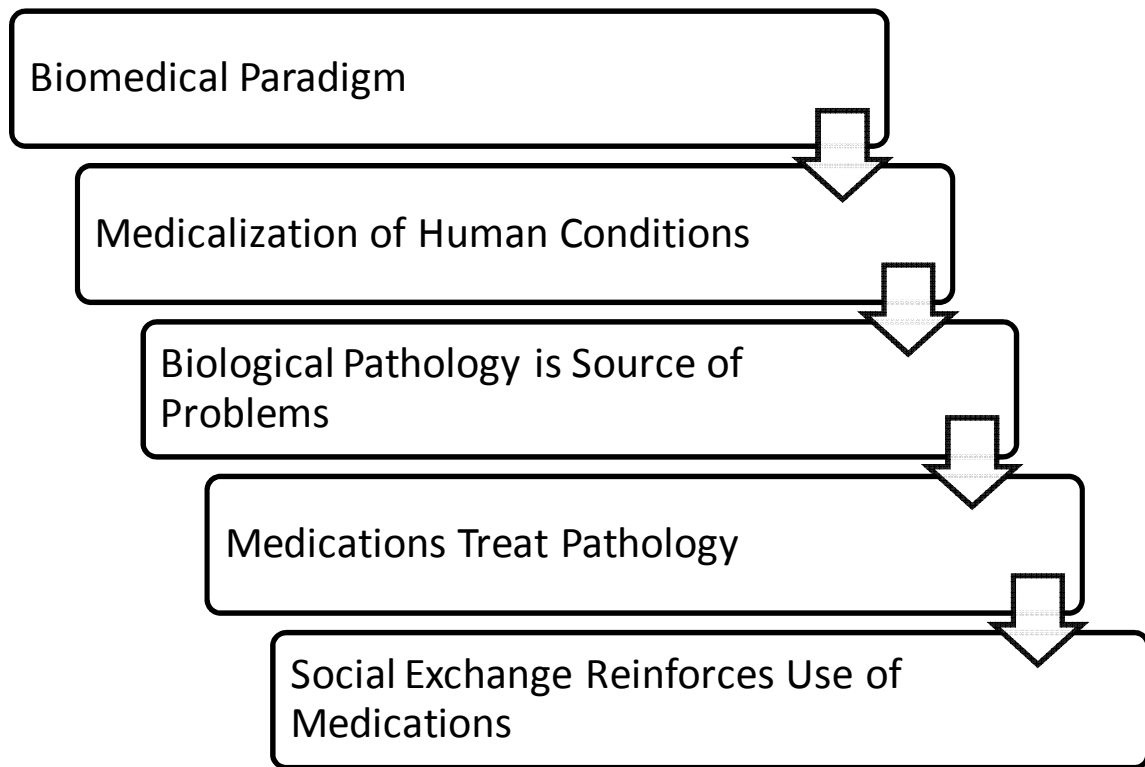 Biomedical Paradigm
Medicalization of Human Conditions
Biological Pathology is Source of
Problems
Medications Treat Pathology
Social Exchange Reinforces Use of
Medications